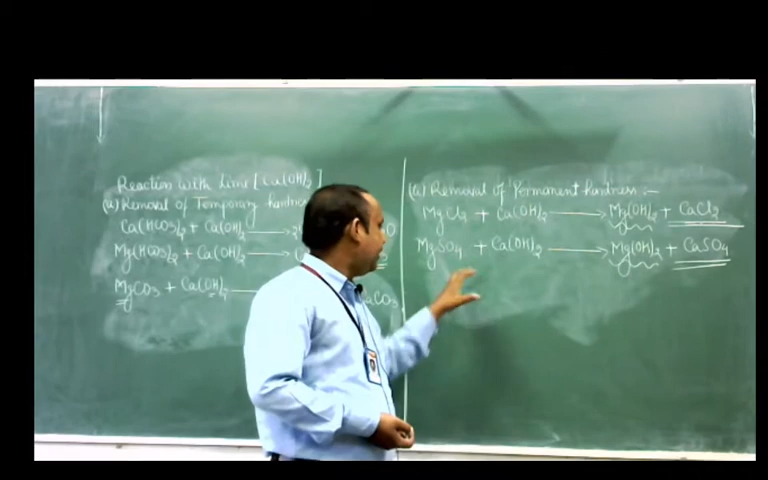 Reaction with Lime [Ca(OH)₂]
(a) Removal of Temporary hardness
Ca(HCO3)₂ + Ca(OH)₂ ⟶ 2
Mg(HCO3)₂ + Ca(OH)₂ ⟶
MgCO3 + Ca(OH)₂ — CaCO3
(a) Removal of Permanent hardness :-
MgCl₂ + Ca(OH)₂ ⟶ Mg(OH)₂ + CaCl₂
MgSO4 + Ca(OH)₂ ⟶ Mg(OH)₂ + CaSO4